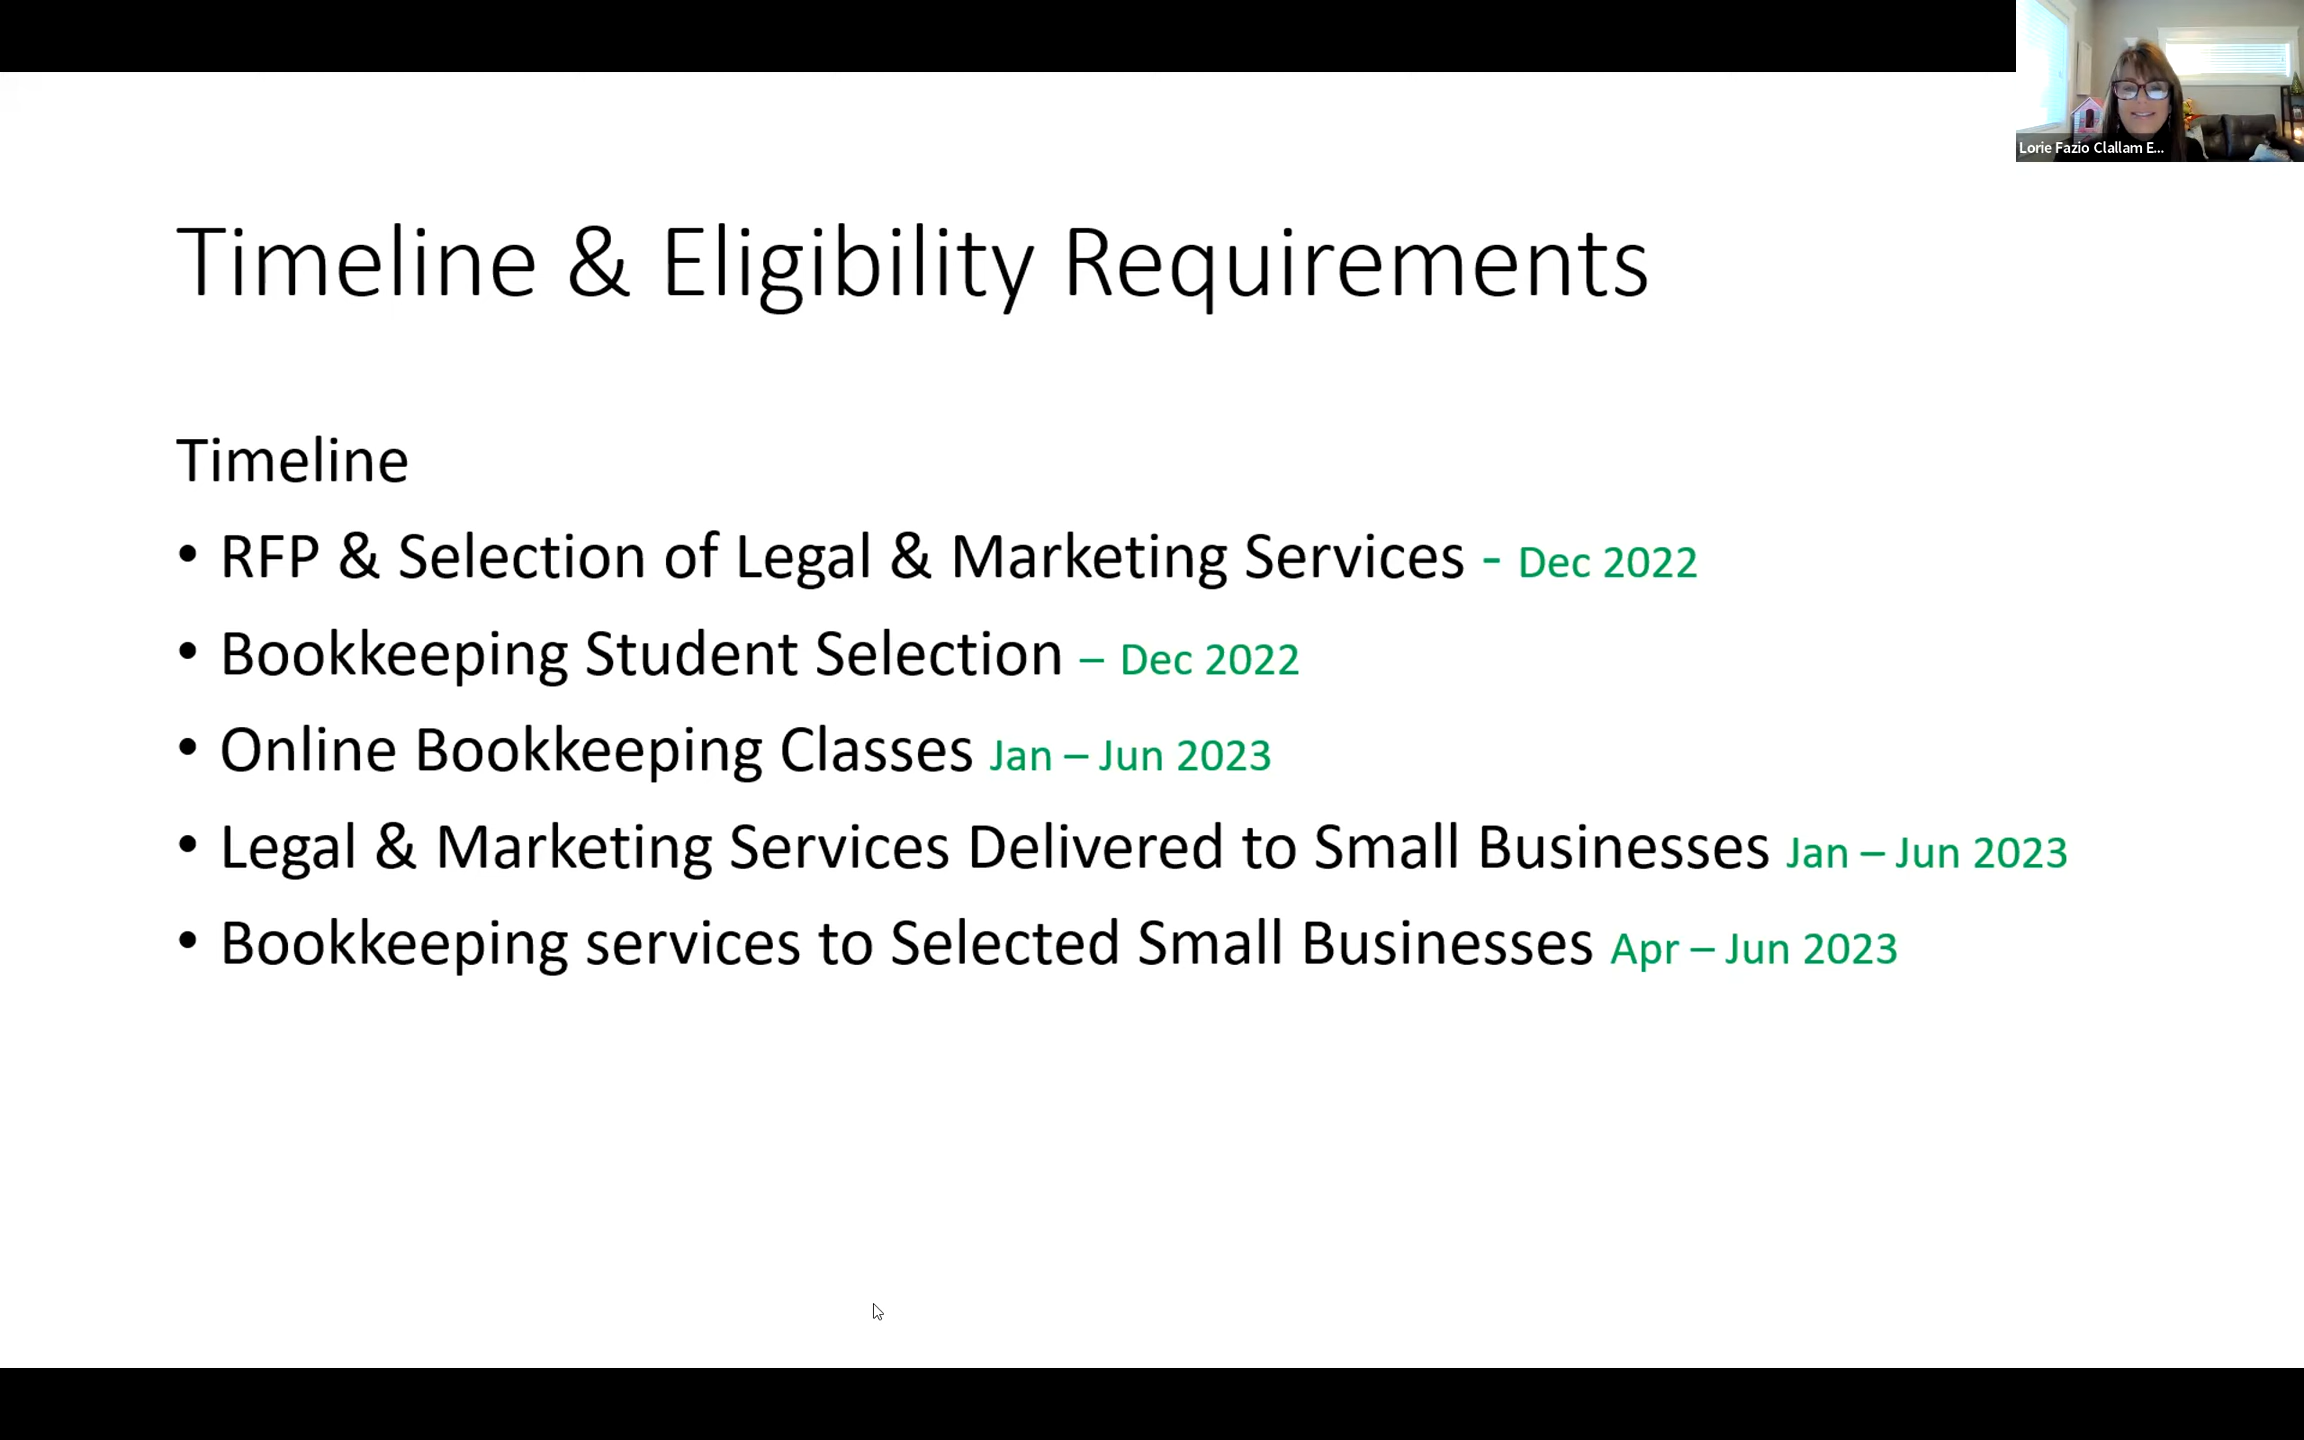 Lorie Fazio Clallam E...
Timeline & Eligibility Requirements
Timeline
• RFP & Selection of Legal & Marketing Services - Dec 2022
• Bookkeeping Student Selection – Dec 2022
• Online Bookkeeping Classes Jan – Jun 2023
• Legal & Marketing Services Delivered to Small Businesses Jan – Jun 2023
• Bookkeeping services to Selected Small Businesses Apr – Jun 2023